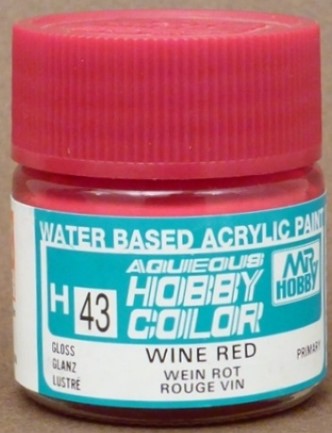 WATER BASED ACRYLIC PAINT
AQUEOUS
HOBBY
COLOR
MR
HOBBY
H 43
GLOSS
GLANZ
LUSTRÉ
WINE RED
WEIN ROT
ROUGE VIN
PRIMARY